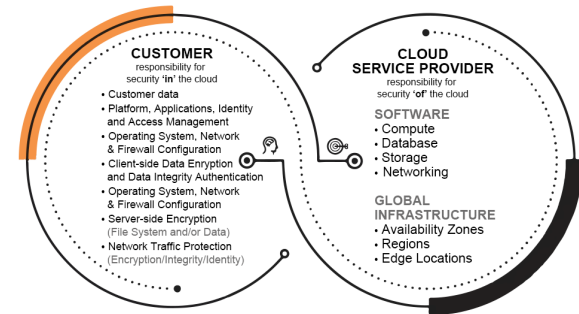 CUSTOMER
responsibility for
security 'in' the cloud
• Customer data
• Platform, Applications, Identity
and Access Management
• Operating System, Network
& Firewall Configuration
• Client-side Data Enryption
and Data Integrity Authentication
• Operating System, Network
& Firewall Configuration
• Server-side Encryption
(File System and/or Data)
• Network Traffic Protection
(Encryption/Integrity/Identity)
CLOUD
SERVICE PROVIDER
responsibility for
security 'of' the cloud
SOFTWARE
• Compute
• Database
• Storage
• Networking
GLOBAL
INFRASTRUCTURE
• Availability Zones
• Regions
• Edge Locations